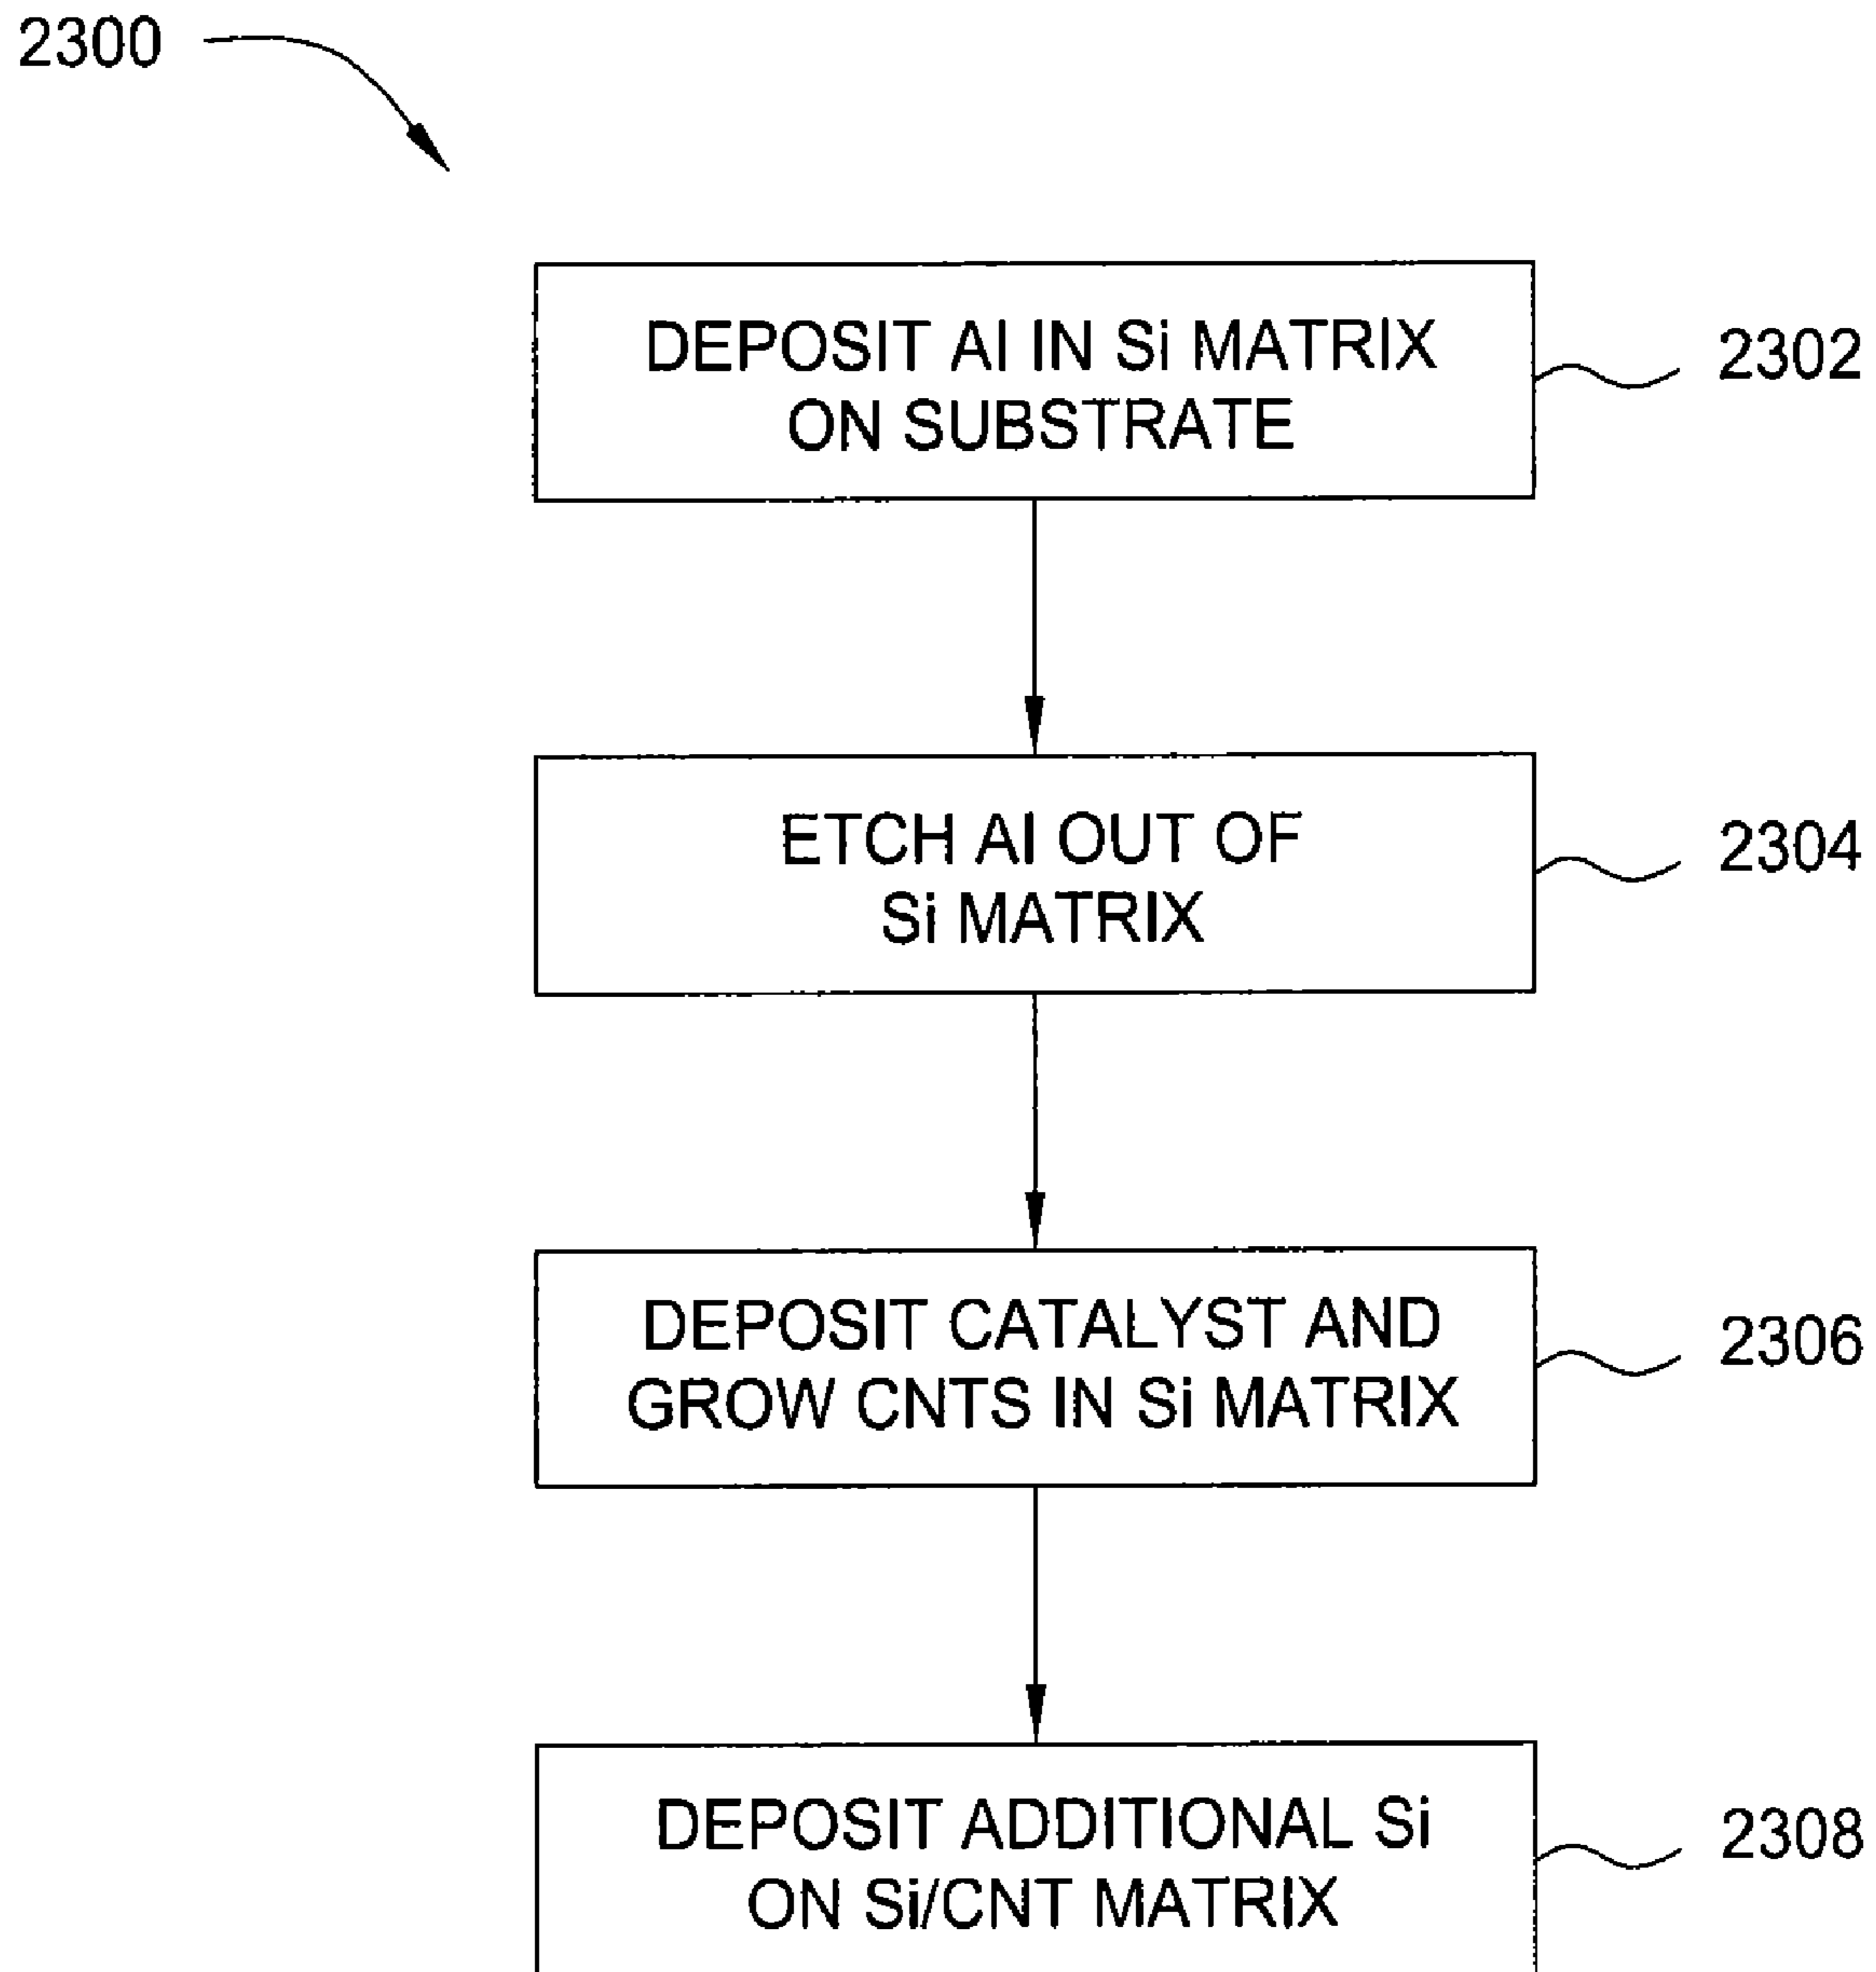 2300
DEPOSIT Al IN Si MATRIX
ON SUBSTRATE
2302
ETCH Al OUT OF
Si MATRIX
2304
DEPOSIT CATALYST AND
GROW CNTS IN Si MATRIX
2306
DEPOSIT ADDITIONAL Si
ON Si/CNT MATRIX
2308